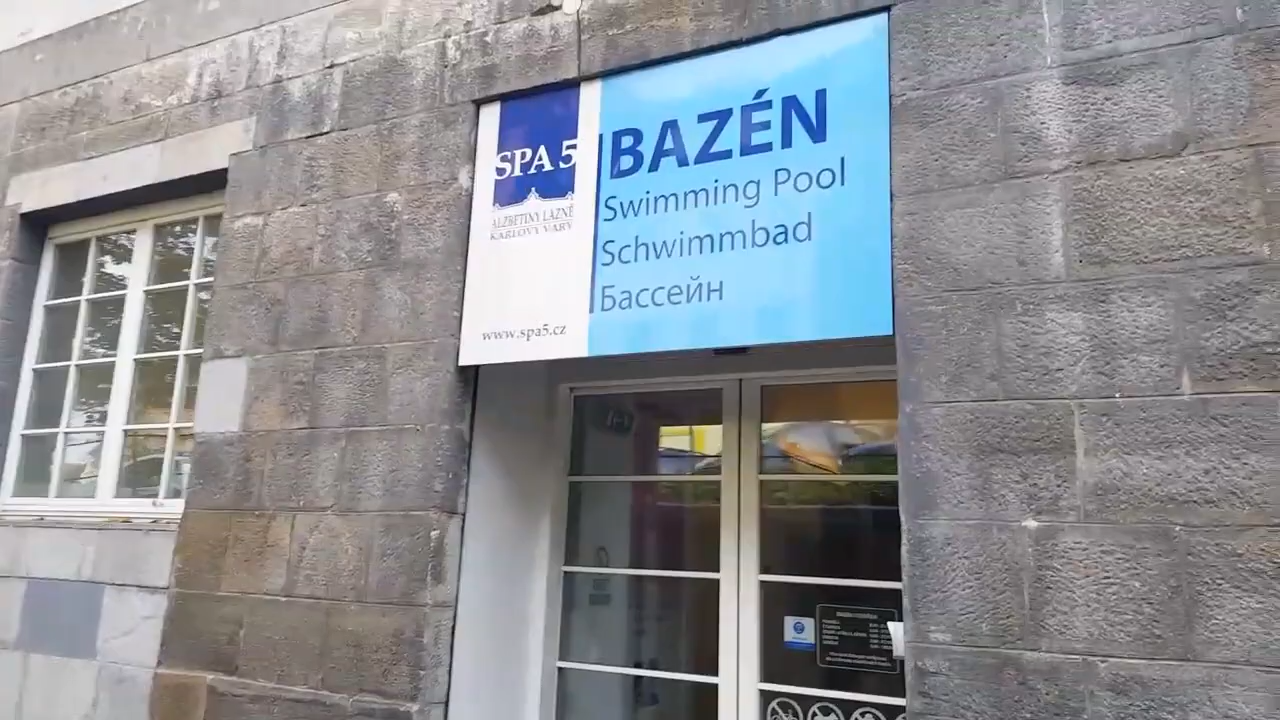 SPA 5
ALŽBĚTINY LÁZNĚ
KARLOVY VARY
www.spa5.cz
BAZÉN
Swimming Pool
Schwimmbad
Бассейн